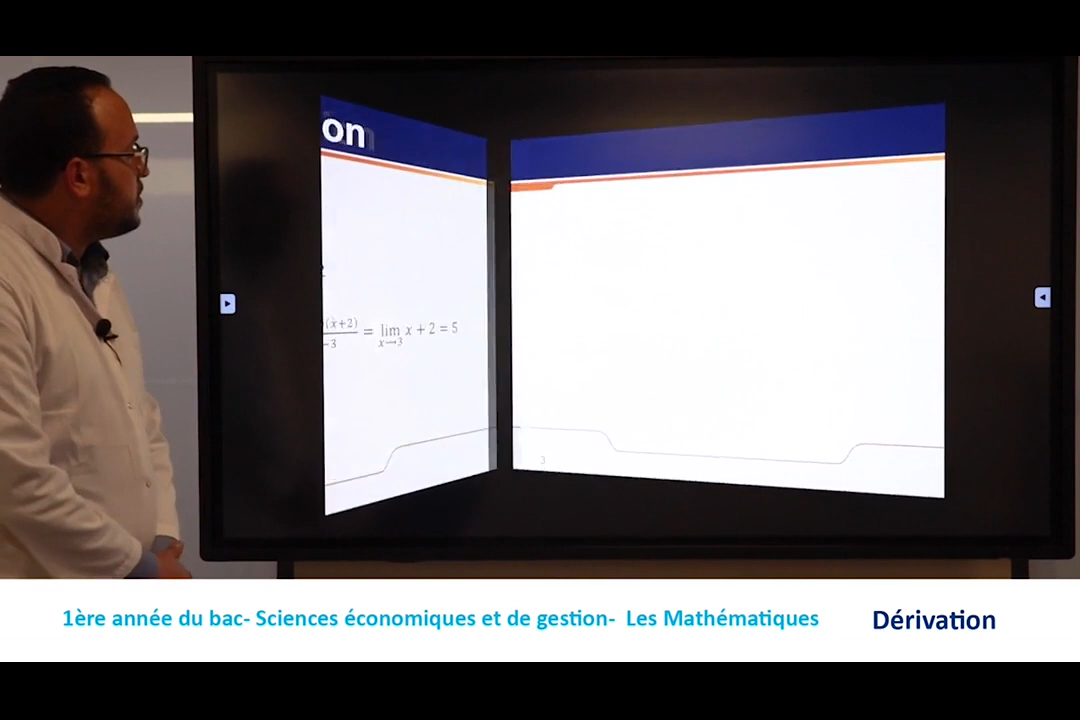 on
(x+2)
-3
= lim x + 2 = 5
x→3
3
1ère année du bac- Sciences économiques et de gestion- Les Mathématiques
Dérivation